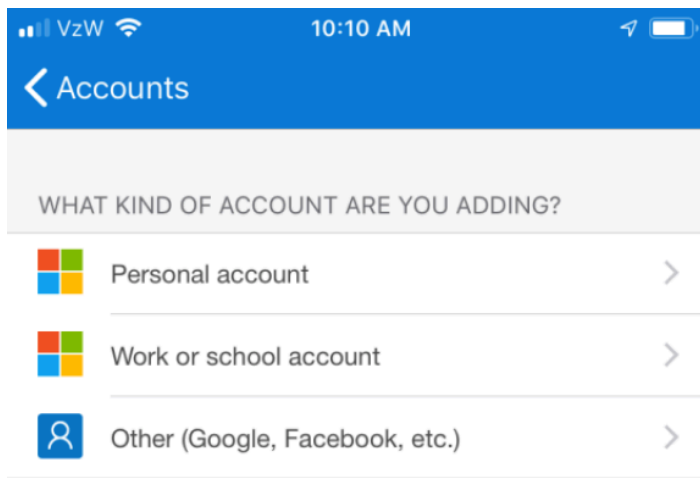 VzW 10:10 AM
Accounts
WHAT KIND OF ACCOUNT ARE YOU ADDING?
Personal account
Work or school account
Other (Google, Facebook, etc.)